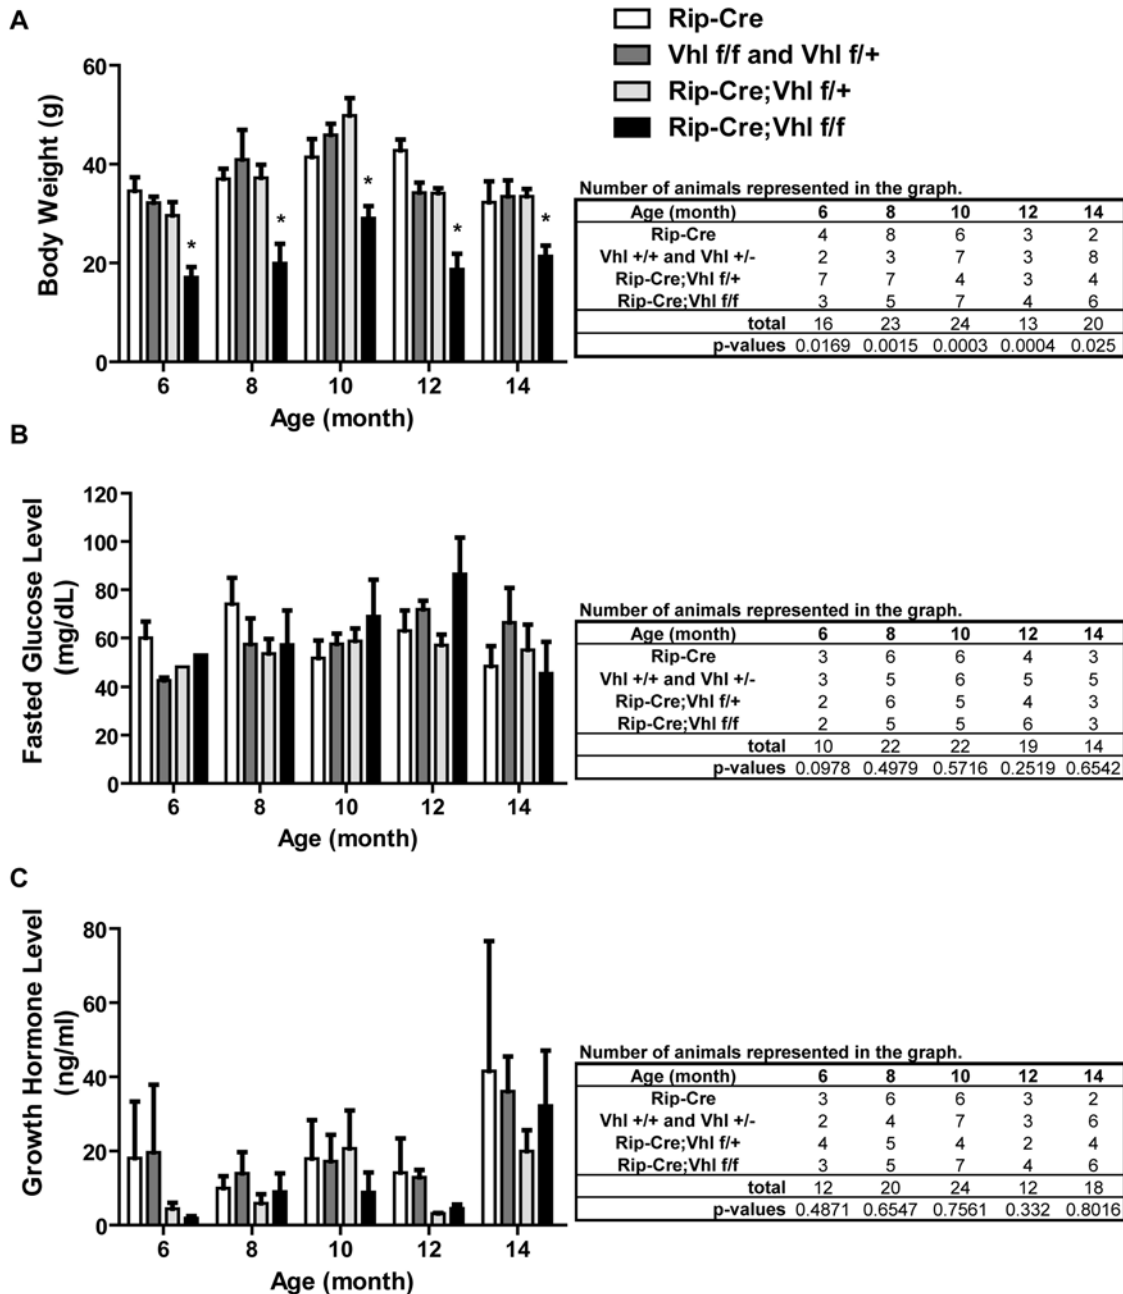 A
Rip-Cre
Vhl f/f and Vhl f/+
Rip-Cre;Vhl f/+
Rip-Cre;Vhl f/f
Body Weight (g)
60
40
20
0
* * * * *
6 8 10 12 14
Age (month)
Number of animals represented in the graph.
Age (month) 6 8 10 12 14
Rip-Cre 4 8 6 3 2
Vhl +/+ and Vhl +/- 2 3 7 3 8
Rip-Cre;Vhl f/+ 7 7 4 3 4
Rip-Cre;Vhl f/f 3 5 7 4 6
total 16 23 24 13 20
p-values 0.0169 0.0015 0.0003 0.0004 0.025
B
Fasted Glucose Level
(mg/dL)
120
100
80
60
40
20
0
6 8 10 12 14
Age (month)
Number of animals represented in the graph.
Age (month) 6 8 10 12 14
Rip-Cre 3 6 6 4 3
Vhl +/+ and Vhl +/- 3 5 6 5 5
Rip-Cre;Vhl f/+ 2 6 5 4 3
Rip-Cre;Vhl f/f 2 5 5 6 3
total 10 22 22 19 14
p-values 0.0978 0.4979 0.5716 0.2519 0.6542
C
Growth Hormone Level
(ng/ml)
80
60
40
20
0
6 8 10 12 14
Age (month)
Number of animals represented in the graph.
Age (month) 6 8 10 12 14
Rip-Cre 3 6 6 3 2
Vhl +/+ and Vhl +/- 2 4 7 3 6
Rip-Cre;Vhl f/+ 4 5 4 2 4
Rip-Cre;Vhl f/f 3 5 7 4 6
total 12 20 24 12 18
p-values 0.4871 0.6547 0.7561 0.332 0.8016